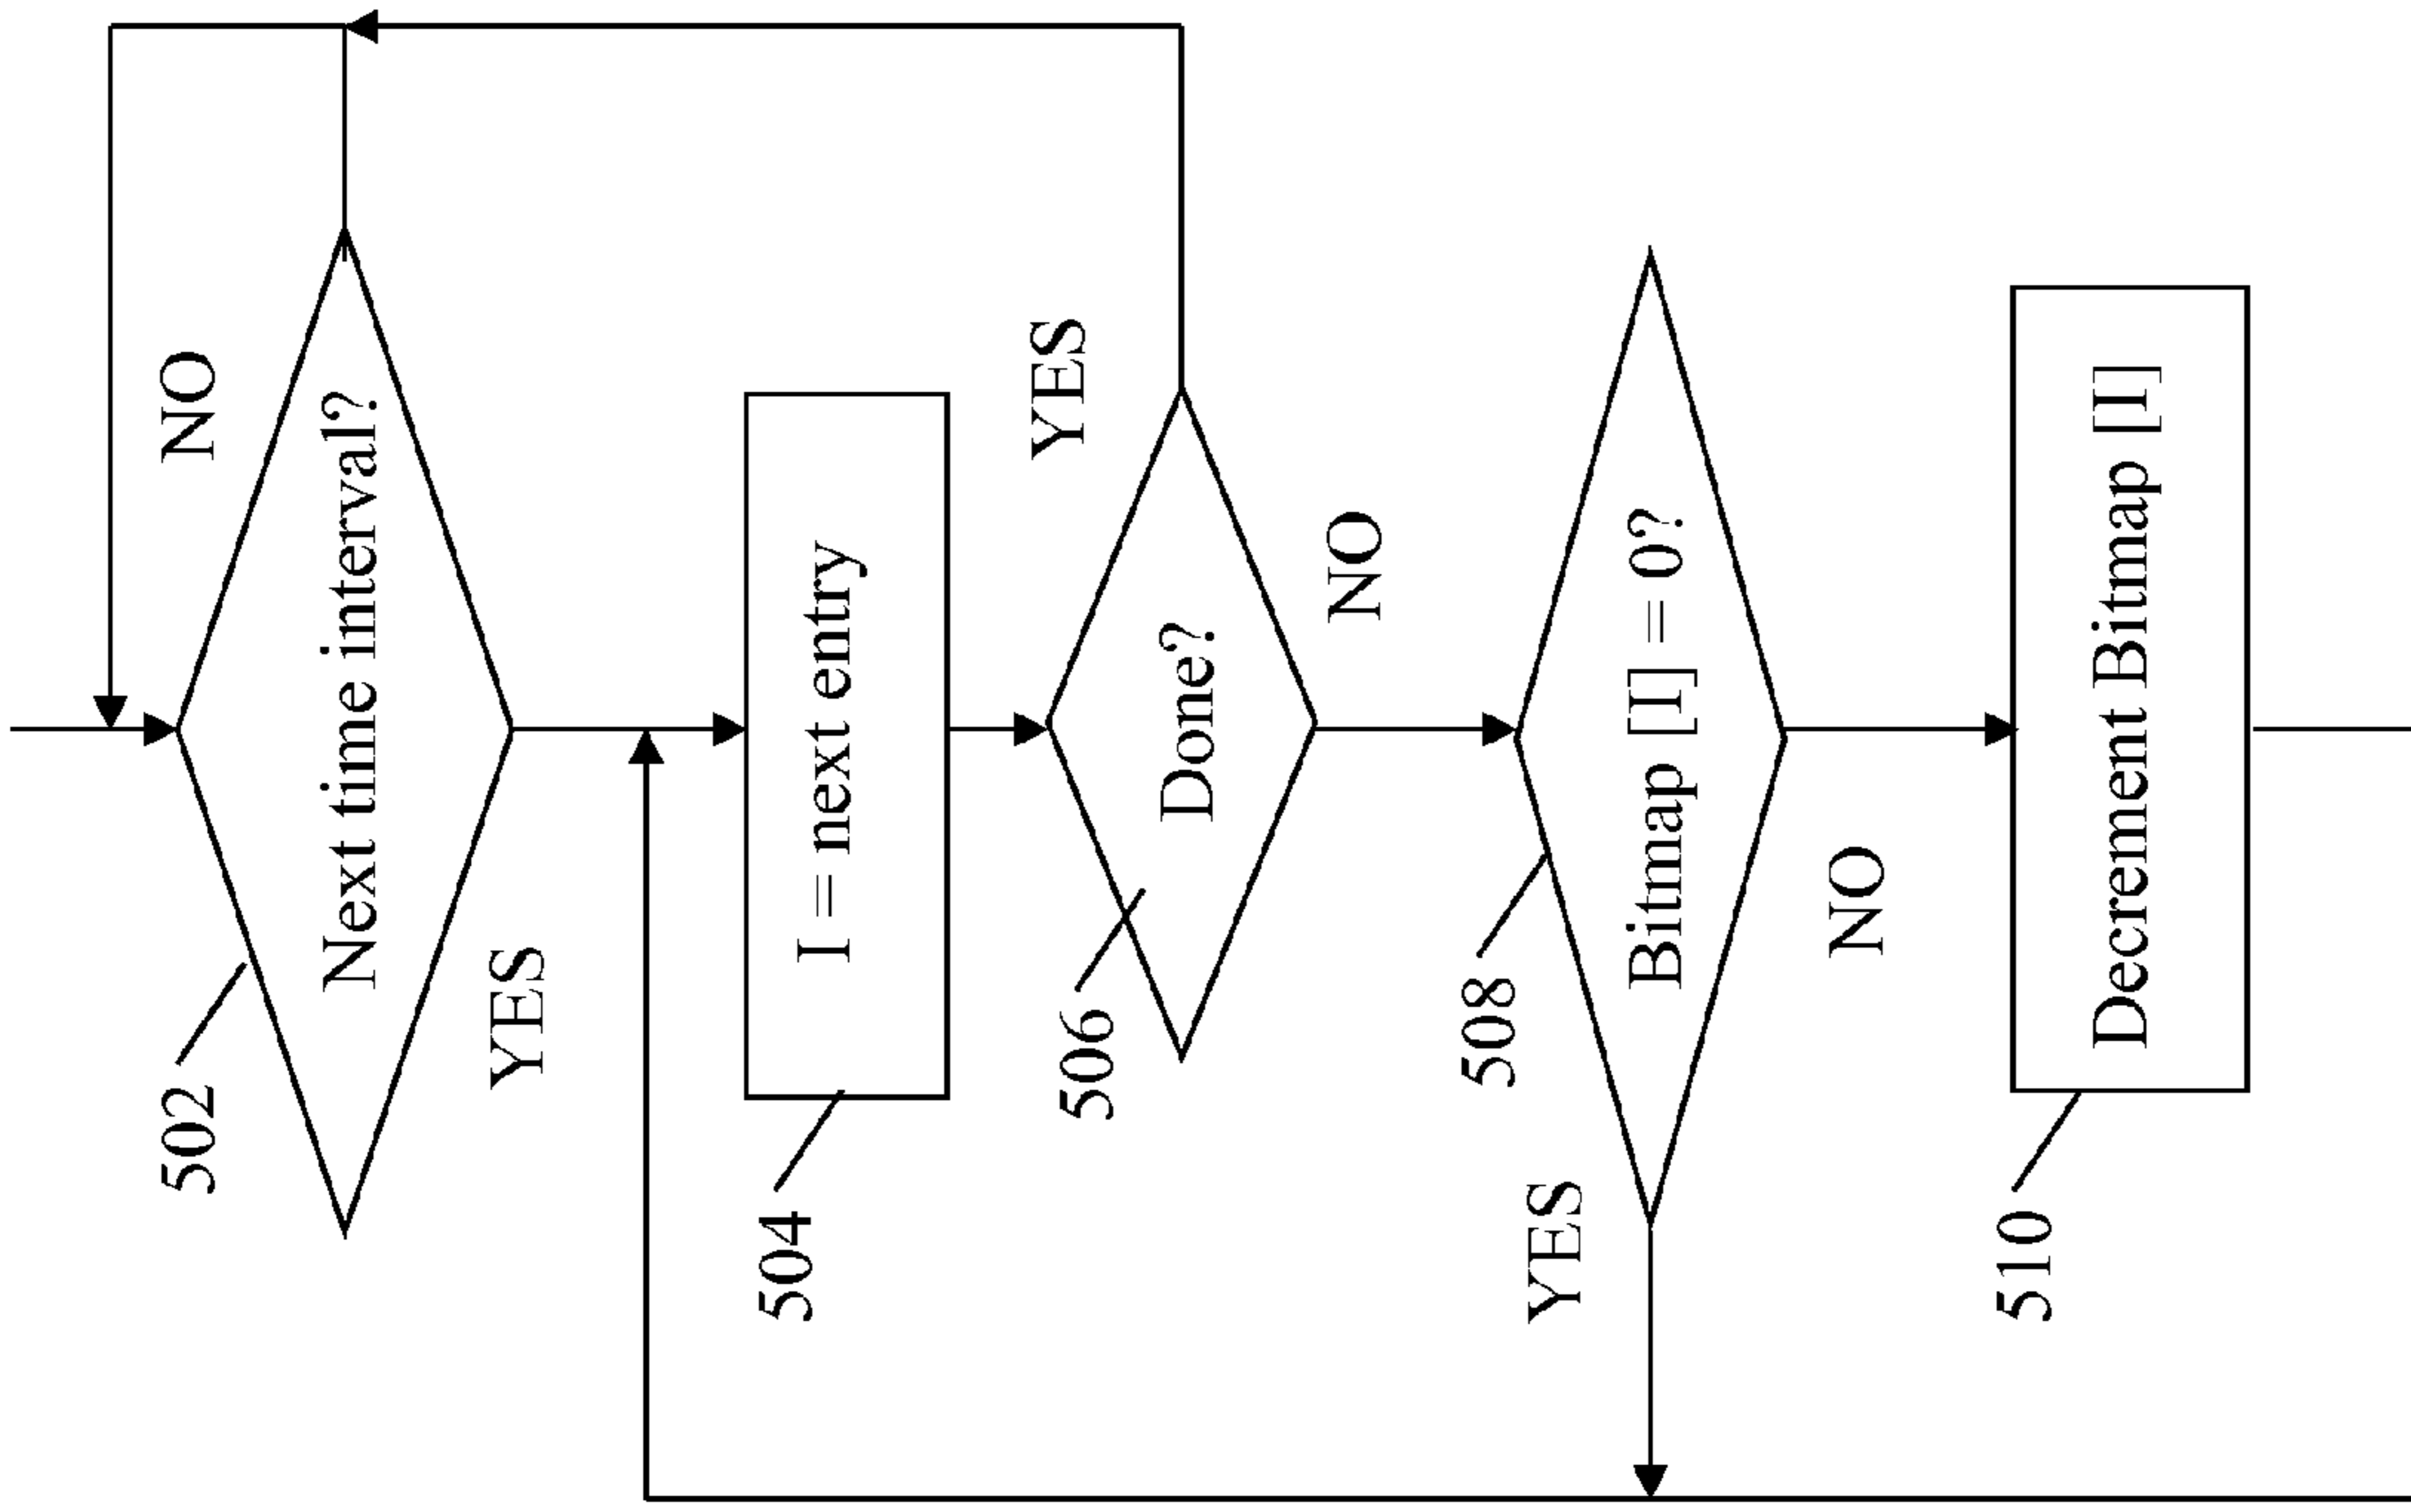 NO
502
Next time interval?
YES
504
I = next entry
YES
506
Done?
NO
508
Bitmap [I] = 0?
YES
NO
510
Decrement Bitmap [I]